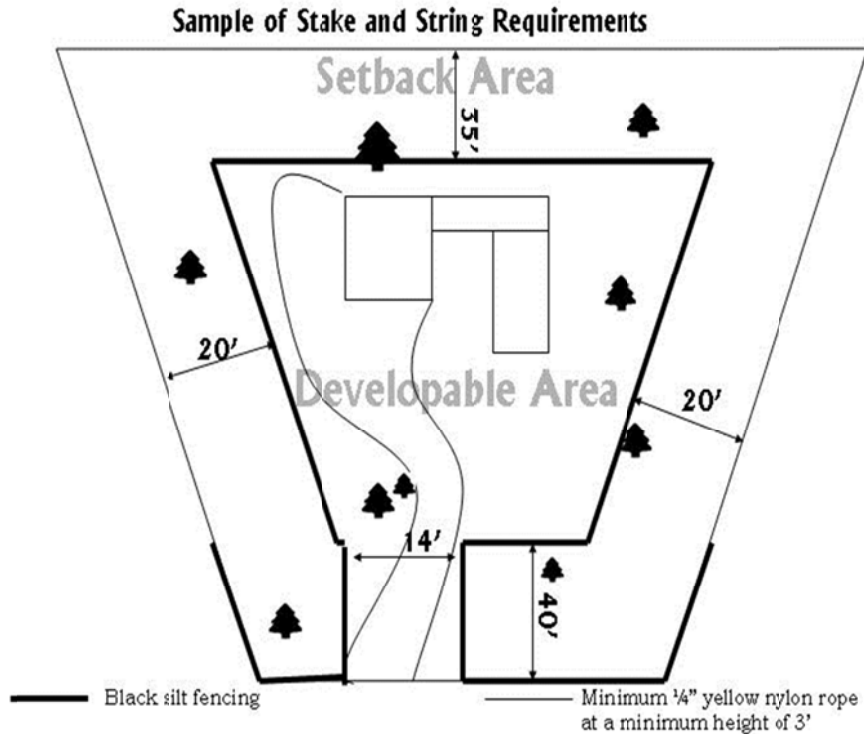 Sample of Stake and String Requirements
Setback Area
35'
20'
Developable Area
20'
14'
40'
Black silt fencing
Minimum ¼" yellow nylon rope
at a minimum height of 3'